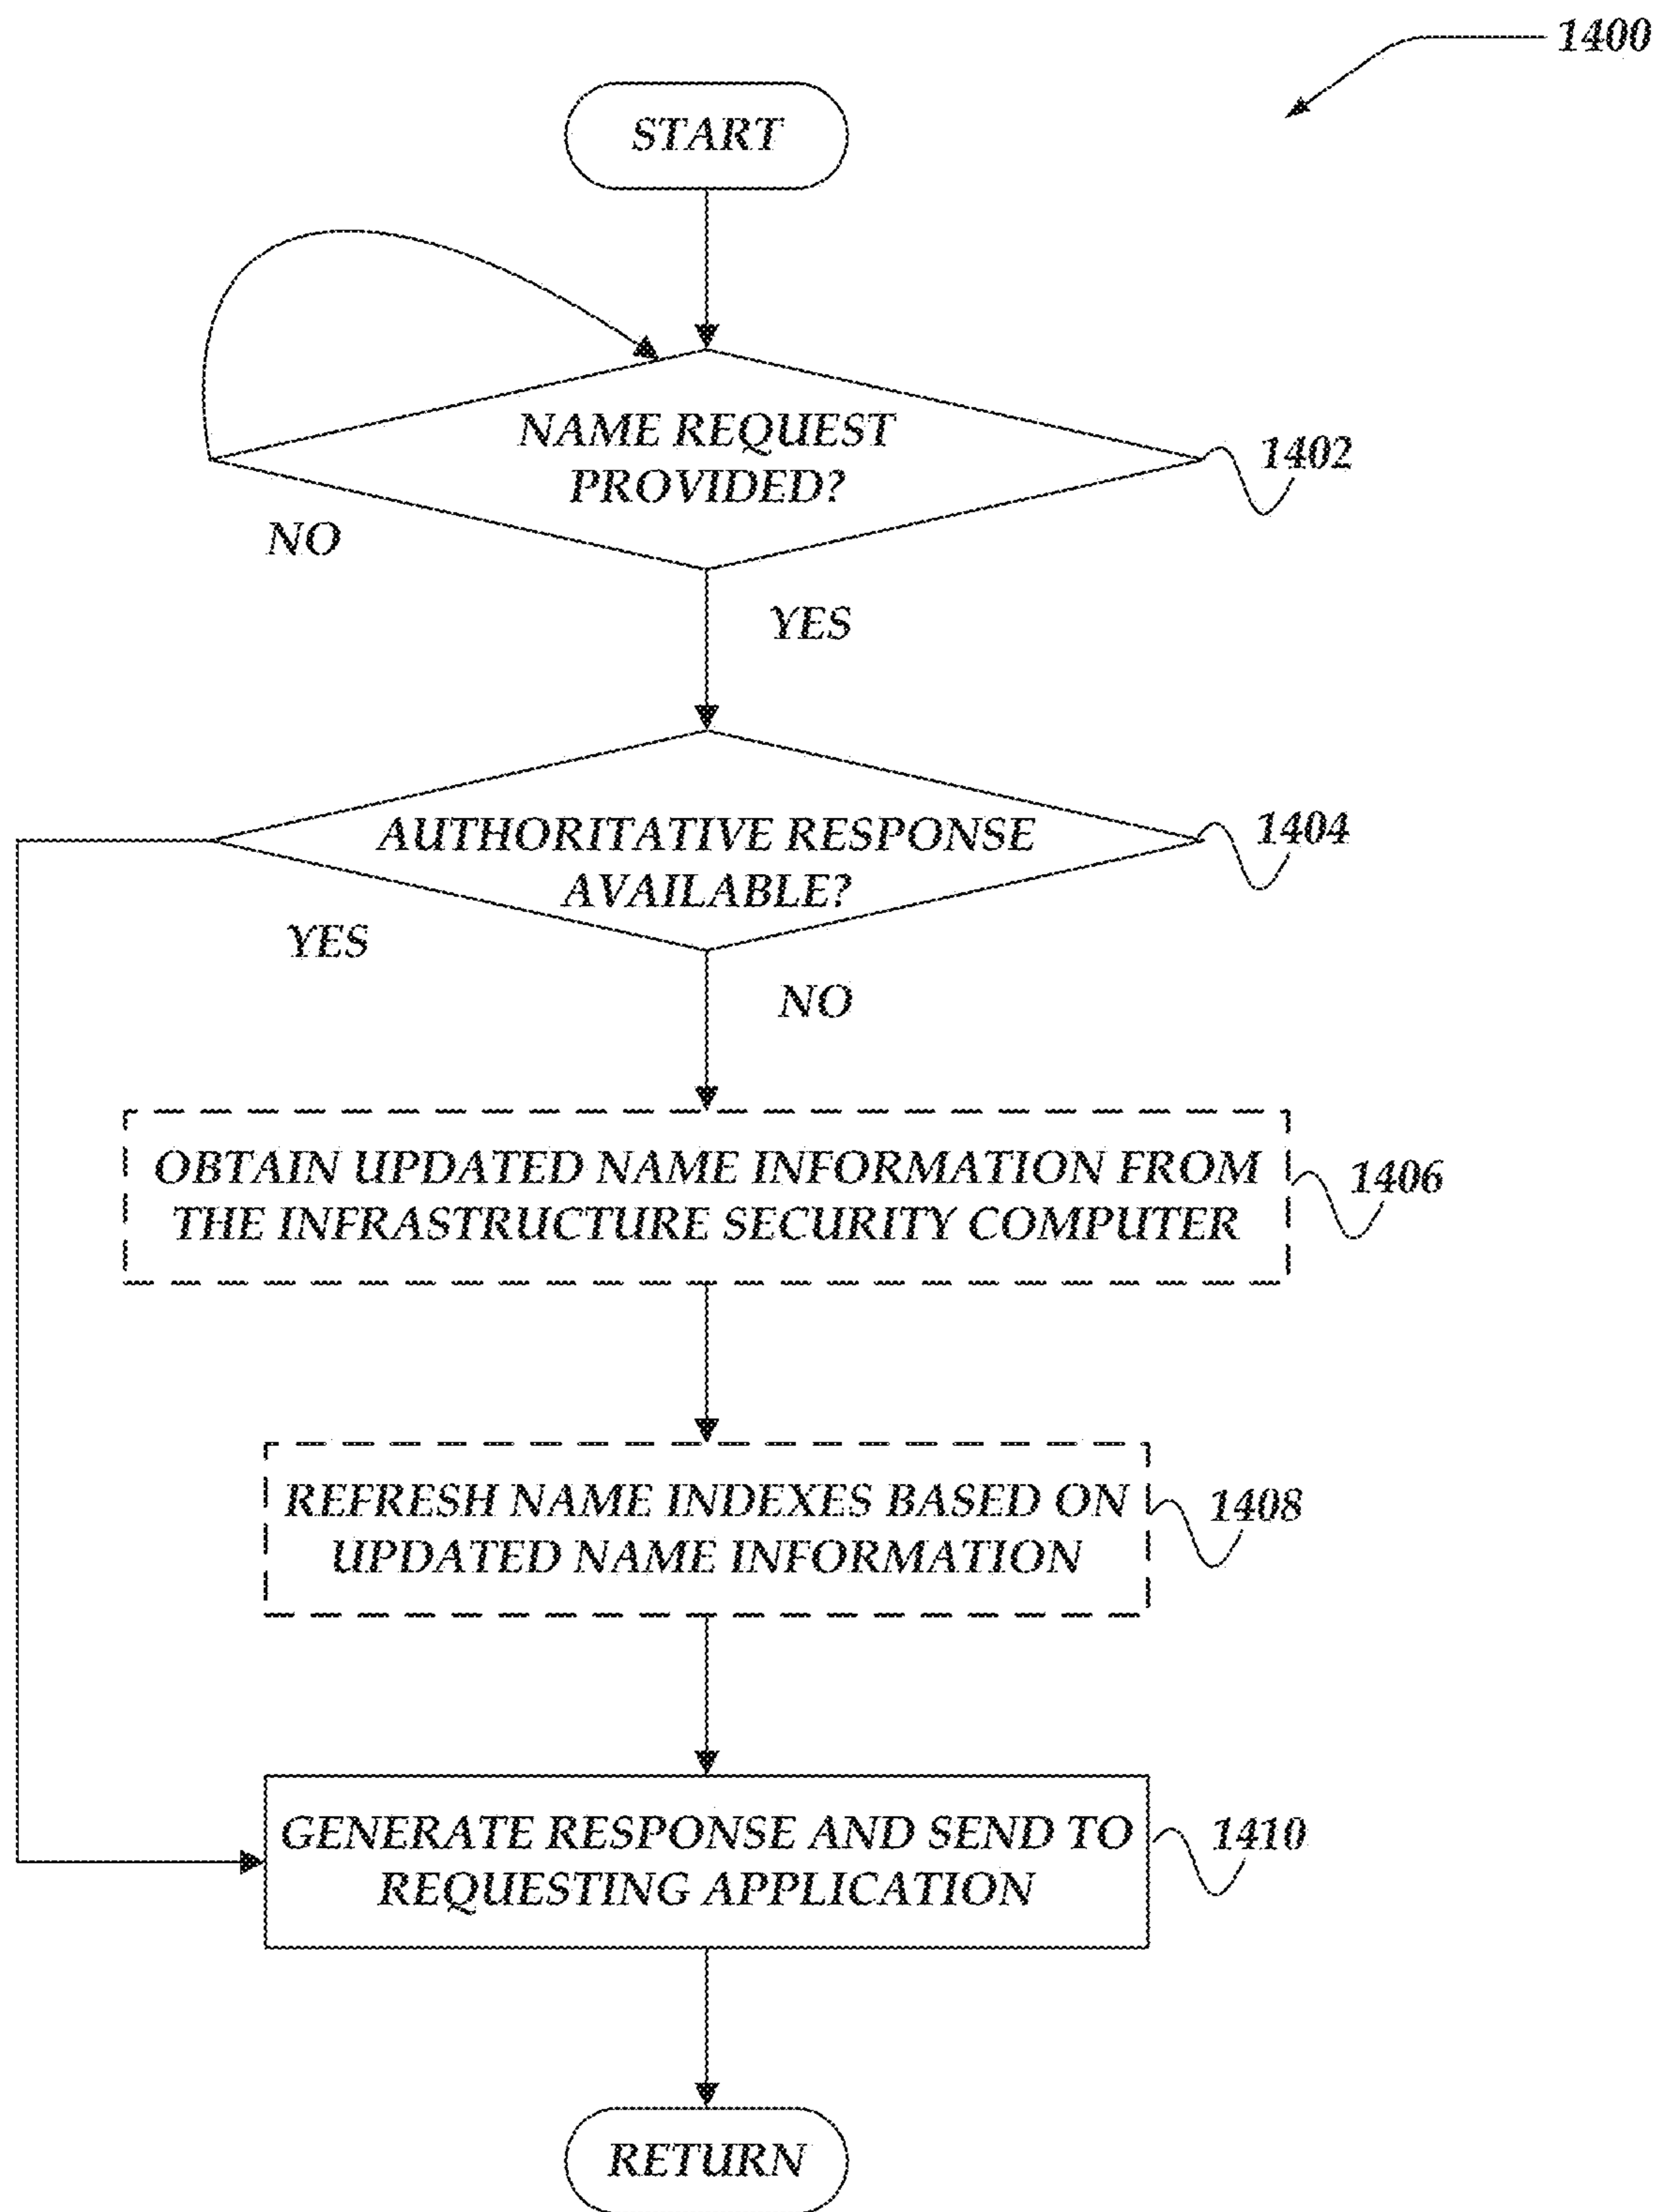 1400
START
NAME REQUEST
PROVIDED?
1402
NO
YES
AUTHORITATIVE RESPONSE
AVAILABLE?
1404
YES
NO
OBTAIN UPDATED NAME INFORMATION FROM
THE INFRASTRUCTURE SECURITY COMPUTER
1406
REFRESH NAME INDEXES BASED ON
UPDATED NAME INFORMATION
1408
GENERATE RESPONSE AND SEND TO
REQUESTING APPLICATION
1410
RETURN